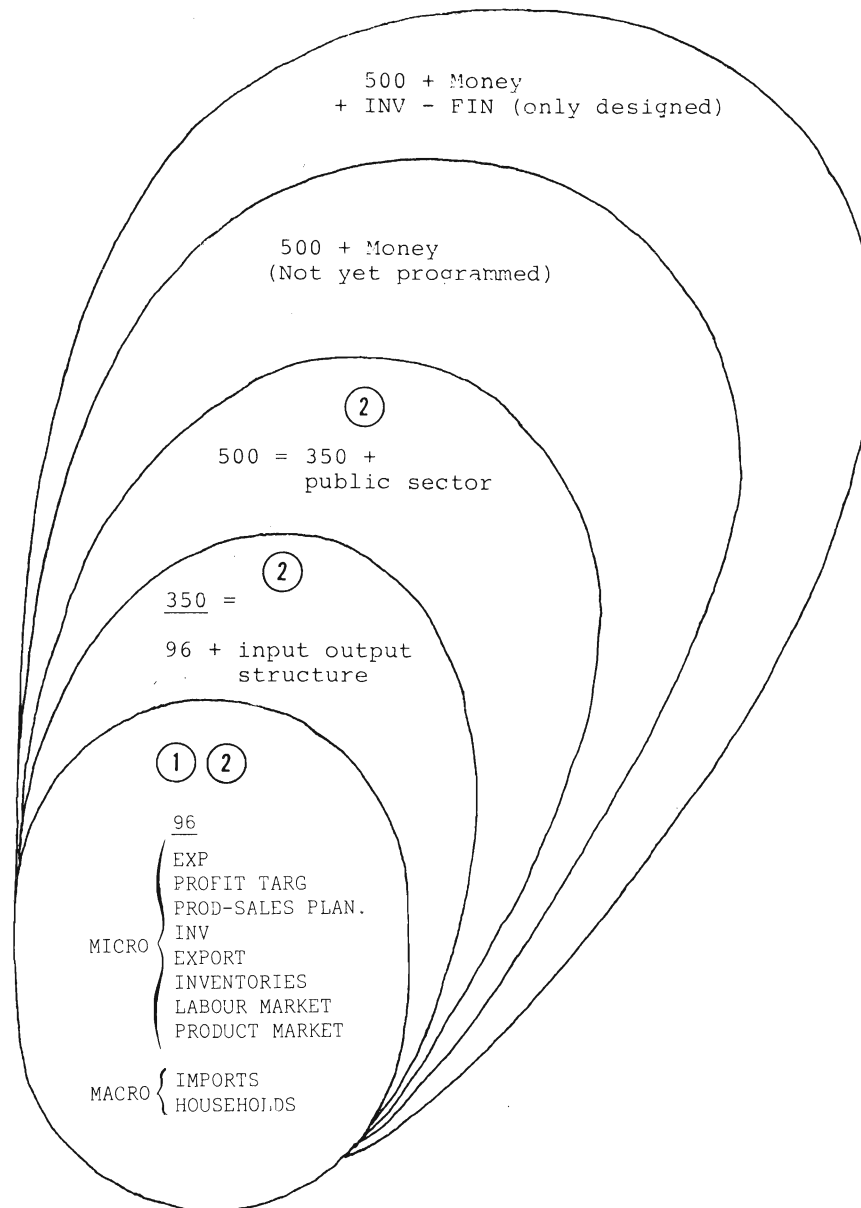 500 + Money
+ INV - FIN (only designed)
500 + Money
(Not yet programmed)
2
500 = 350 +
public sector
2
350 =
96 + input output
structure
1 2
96
EXP
PROFIT TARG
PROD-SALES PLAN.
INV
MICRO
EXPORT
INVENTORIES
LABOUR MARKET
PRODUCT MARKET
IMPORTS
MACRO
HOUSEHOLDS